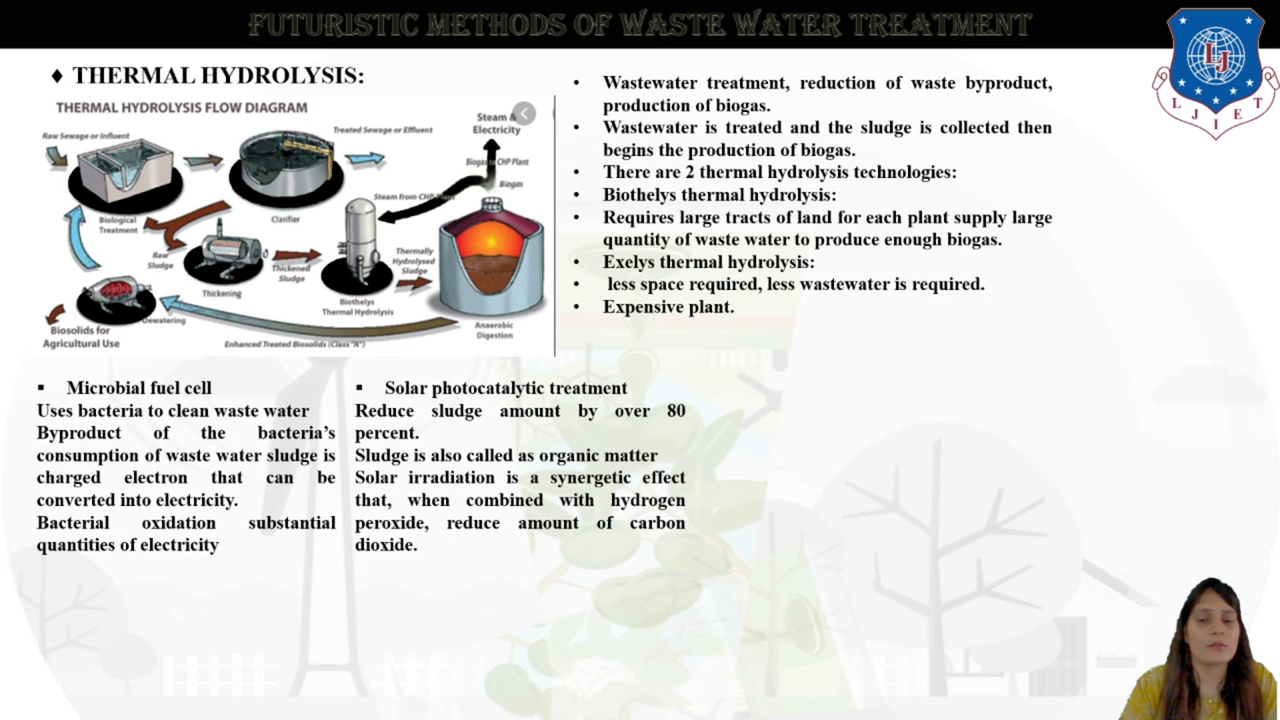 FUTURISTIC METHODS OF WASTE WATER TREATMENT
♦ THERMAL HYDROLYSIS:
THERMAL HYDROLYSIS FLOW DIAGRAM
Raw Sewage or Influent
Treated Sewage or Effluent
Steam &
Electricity
CHP Plant
Biogas
Steam from CHP
Biological
Treatment
Clarifier
Raw
Sludge
Thickened
Sludge
Thermally
Hydrolysed
Sludge
Thickening
Biothelys
Thermal Hydrolysis
Dewatering
Anaerobic
Digestion
Biosolids for
Agricultural Use
Enhanced Treated Biosolids (Class "A")
• Wastewater treatment, reduction of waste byproduct,
production of biogas.
• Wastewater is treated and the sludge is collected then
begins the production of biogas.
• There are 2 thermal hydrolysis technologies:
• Biothelys thermal hydrolysis:
• Requires large tracts of land for each plant supply large
quantity of waste water to produce enough biogas.
• Exelys thermal hydrolysis:
• less space required, less wastewater is required.
• Expensive plant.
▪ Microbial fuel cell
Uses bacteria to clean waste water
Byproduct of the bacteria’s
consumption of waste water sludge is
charged electron that can be
converted into electricity.
Bacterial oxidation substantial
quantities of electricity
▪ Solar photocatalytic treatment
Reduce sludge amount by over 80
percent.
Sludge is also called as organic matter
Solar irradiation is a synergetic effect
that, when combined with hydrogen
peroxide, reduce amount of carbon
dioxide.
LJ
L J I E T